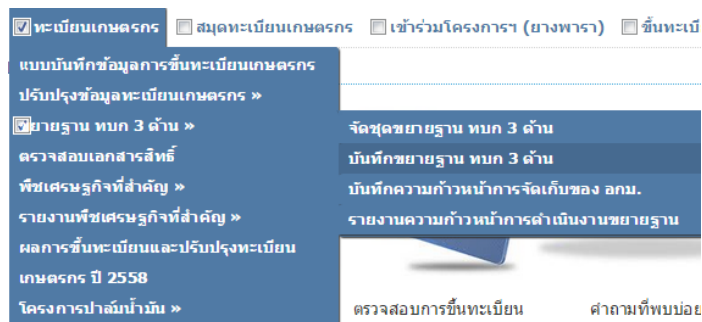 ทะเบียนเกษตรกร สมุดทะเบียนเกษตรกร เข้าร่วมโครงการฯ (ยางพารา) ขึ้นทะเบี
แบบบันทึกข้อมูลการขึ้นทะเบียนเกษตรกร
ปรับปรุงข้อมูลทะเบียนเกษตรกร »
ยายฐาน ทบก 3 ด้าน »
จัดชุดขยายฐาน ทบก 3 ด้าน
ตรวจสอบเอกสารสิทธิ์
บันทึกขยายฐาน ทบก 3 ด้าน
พืชเศรษฐกิจที่สำคัญ »
บันทึกความก้าวหน้าการจัดเก็บของ อกม.
รายงานพืชเศรษฐกิจที่สำคัญ »
รายงานความก้าวหน้าการดำเนินงานขยายฐาน
ผลการขึ้นทะเบียนและปรับปรุงทะเบียน
เกษตรกร ปี 2558
โครงการปาล์มน้ำมัน »
ตรวจสอบการขึ้นทะเบียน คำถามที่พบบ่อย